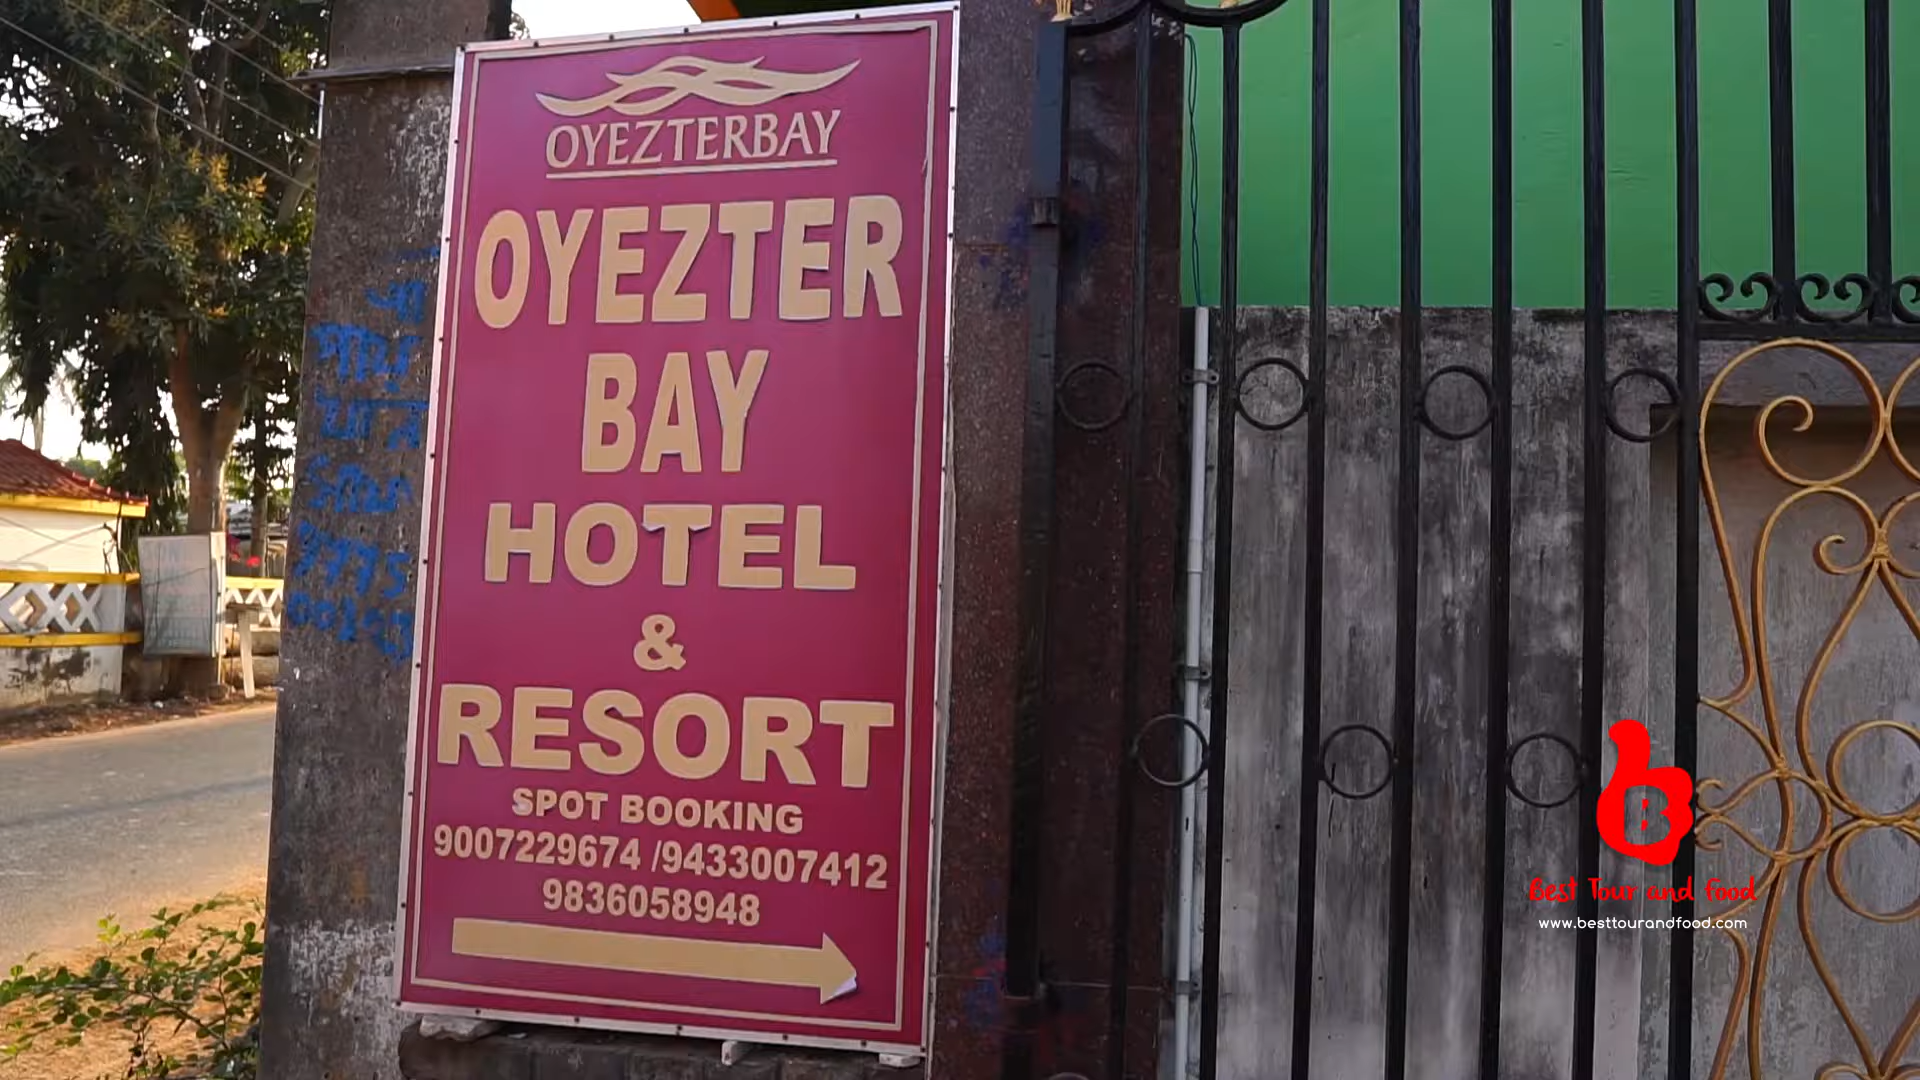 OYEZTERBAY
OYEZTER
BAY
HOTEL
&
RESORT
SPOT BOOKING
9007229674 /9433007412
9836058948
B
Best Tour and food
www.besttourandfood.com